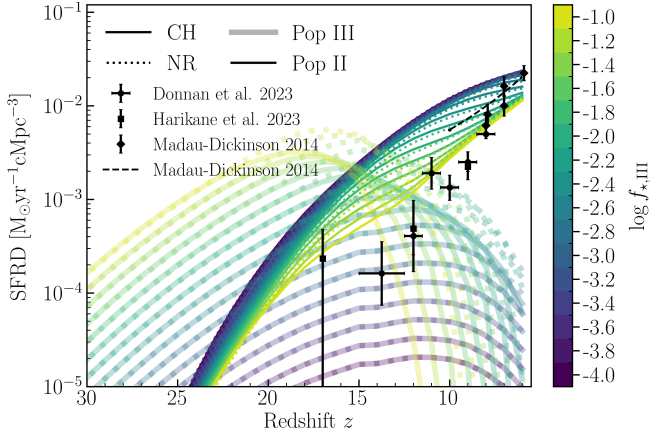 10⁻¹
10⁻²
10⁻³
10⁻⁴
10⁻⁵
SFRD [M⊙yr⁻¹cMpc⁻³]
CH
Pop III
NR
Pop II
Donnan et al. 2023
Harikane et al. 2023
Madau-Dickinson 2014
Madau-Dickinson 2014
30
25
20
15
10
Redshift z
-1.0
-1.2
-1.4
-1.6
-1.8
-2.0
-2.2
-2.4
-2.6
-2.8
-3.0
-3.2
-3.4
-3.6
-3.8
-4.0
log f⋆,III